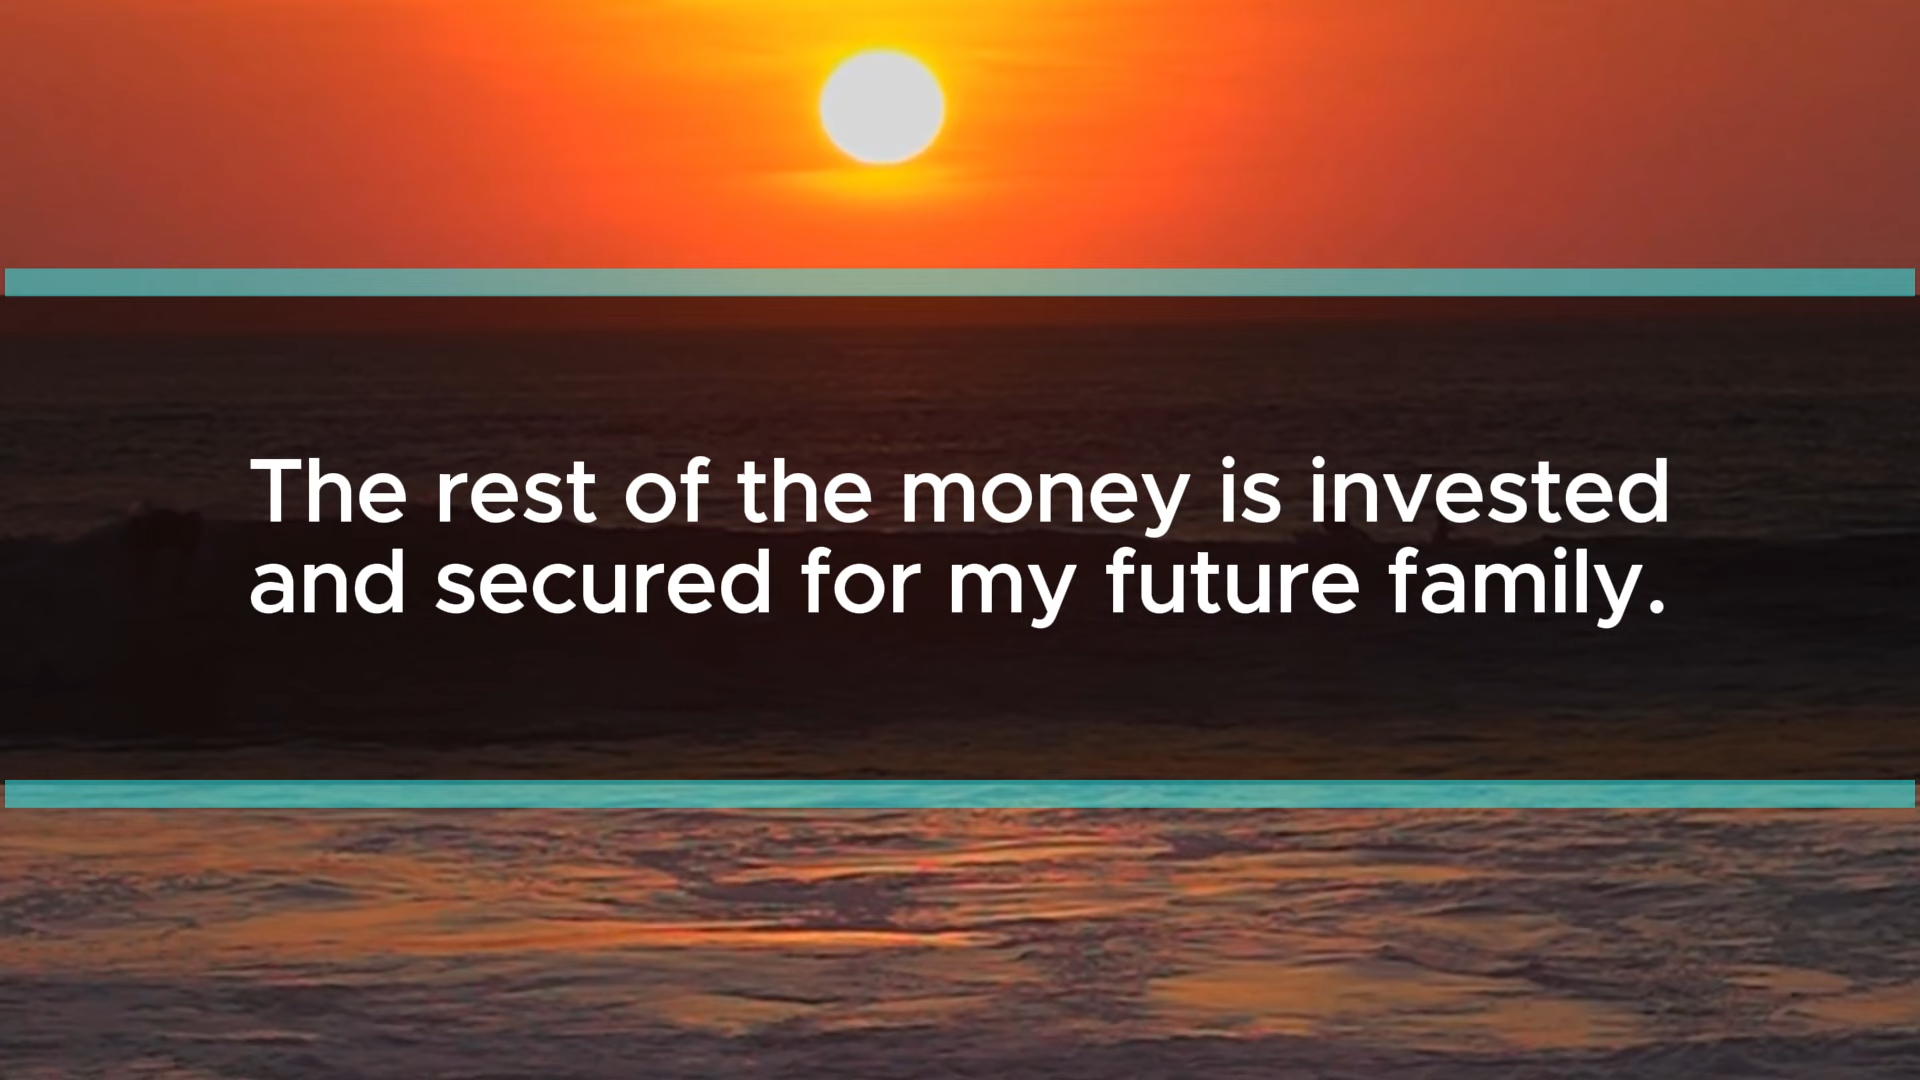 The rest of the money is invested
and secured for my future family.